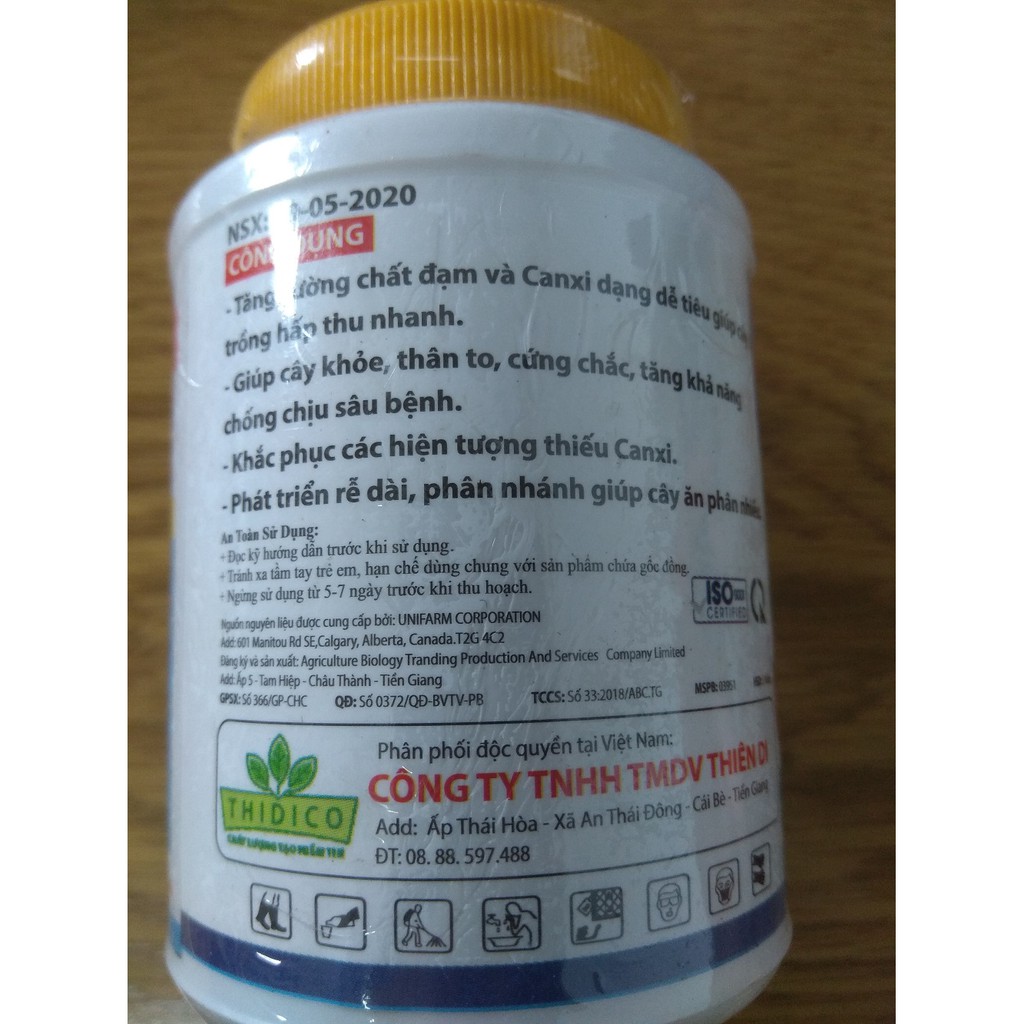 NSX: -05-2020
CÔNG DỤNG
- Tăng cường chất đạm và Canxi dạng dễ tiêu giúp cây
trồng hấp thu nhanh.
- Giúp cây khỏe, thân to, cứng chắc, tăng khả năng
chống chịu sâu bệnh.
- Khắc phục các hiện tượng thiếu Canxi.
- Phát triển rễ dài, phân nhánh giúp cây ăn phân nhiều.
An Toàn Sử Dụng:
+ Đọc kỹ hướng dẫn trước khi sử dụng.
+ Tránh xa tầm tay trẻ em, hạn chế dùng chung với sản phẩm chứa gốc đồng.
+ Ngừng sử dụng từ 5-7 ngày trước khi thu hoạch.
ISO
CERTIFIED
Nguồn nguyên liệu được cung cấp bởi: UNIFARM CORPORATION
Add: 601 Manitou Rd SE,Calgary, Alberta, Canada.T2G 4C2
Đăng ký và sản xuất: Agriculture Biology Tranding Production And Services Company Limited
Add: Ấp 5 - Tam Hiệp - Châu Thành - Tiền Giang
GPSX: Số 366/GP-CHC QĐ: Số 0372/QĐ-BVTV-PB TCCS: Số 33:2018/ABC.TG MSPB: 03951
Phân phối độc quyền tại Việt Nam:
CÔNG TY TNHH TMDV THIÊN DI
Add: Ấp Thái Hòa - Xã An Thái Đông - Cái Bè - Tiền Giang
ĐT: 08. 88. 597.488
THIDICO